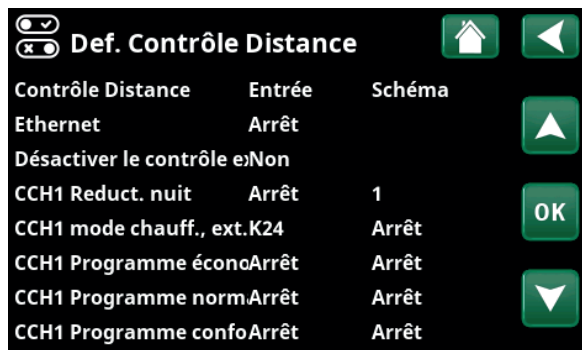 Def. Contrôle Distance
Contrôle Distance Entrée Schéma
Ethernet Arrêt
Désactiver le contrôle ex Non
CCH1 Reduct. nuit Arrêt 1
CCH1 mode chauff., ext. K24 Arrêt
OK
CCH1 Programme écono Arrêt Arrêt
CCH1 Programme norm Arrêt Arrêt
CCH1 Programme confo Arrêt Arrêt